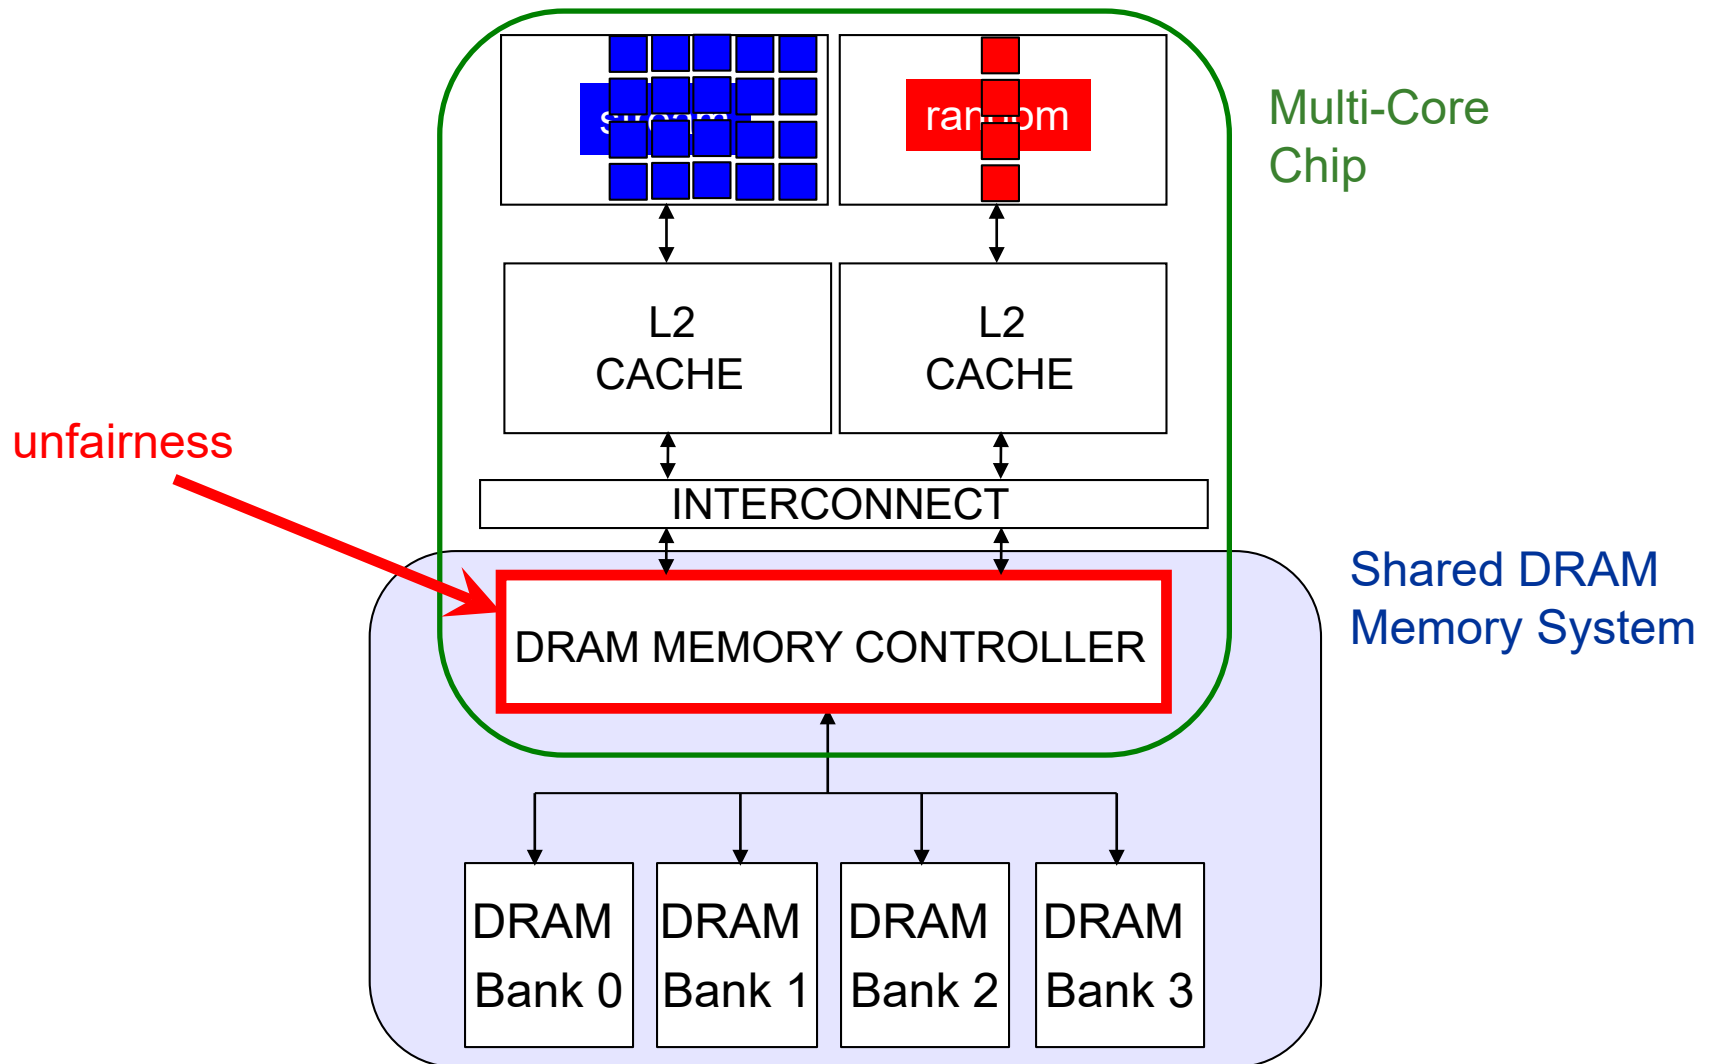 random
Multi-Core
Chip
L2
CACHE
L2
CACHE
unfairness
INTERCONNECT
Shared DRAM
Memory System
DRAM MEMORY CONTROLLER
DRAM
Bank 0
DRAM
Bank 1
DRAM
Bank 2
DRAM
Bank 3